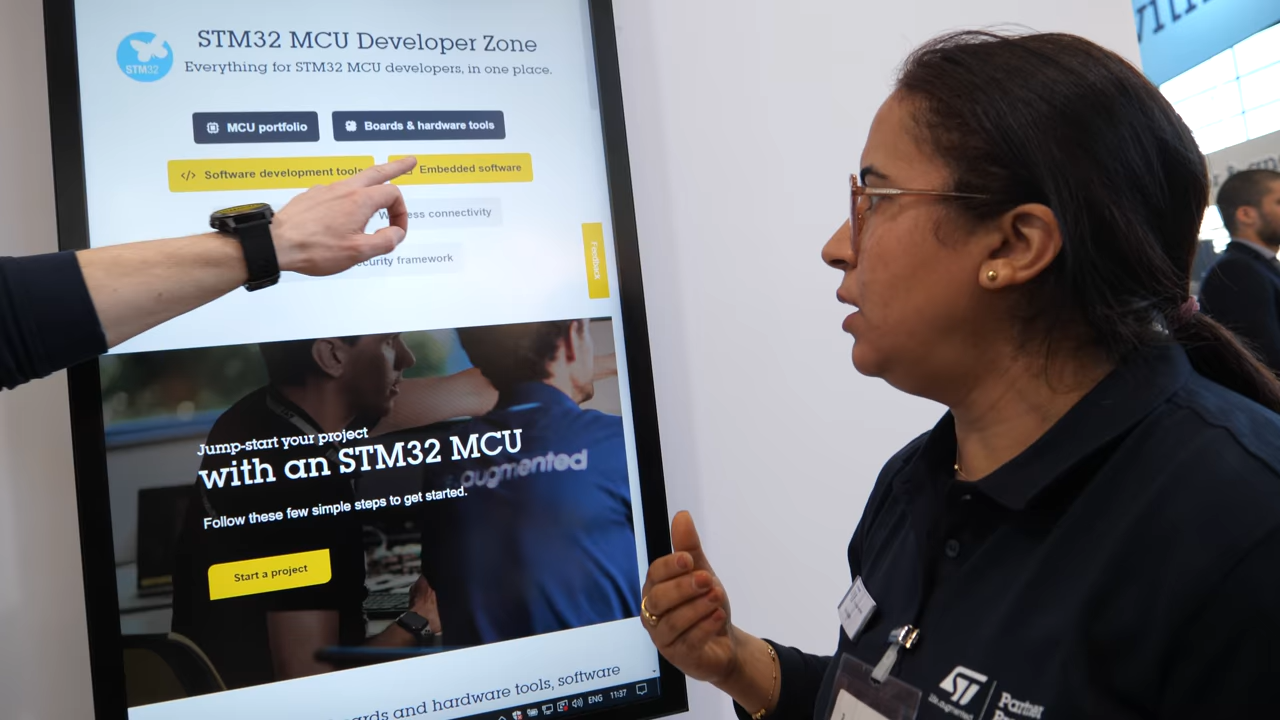 STM32 MCU Developer Zone
STM32
Everything for STM32 MCU developers, in one place.
MCU portfolio
Boards & hardware tools
</> Software development tools
Embedded software
ess connectivity
curity framework
Feedback
Jump-start your project
with an STM32 MCU
augmented
Follow these few simple steps to get started.
Start a project
ards and hardware tools, software
ENG 11:37
ST
life.augmented
Partner